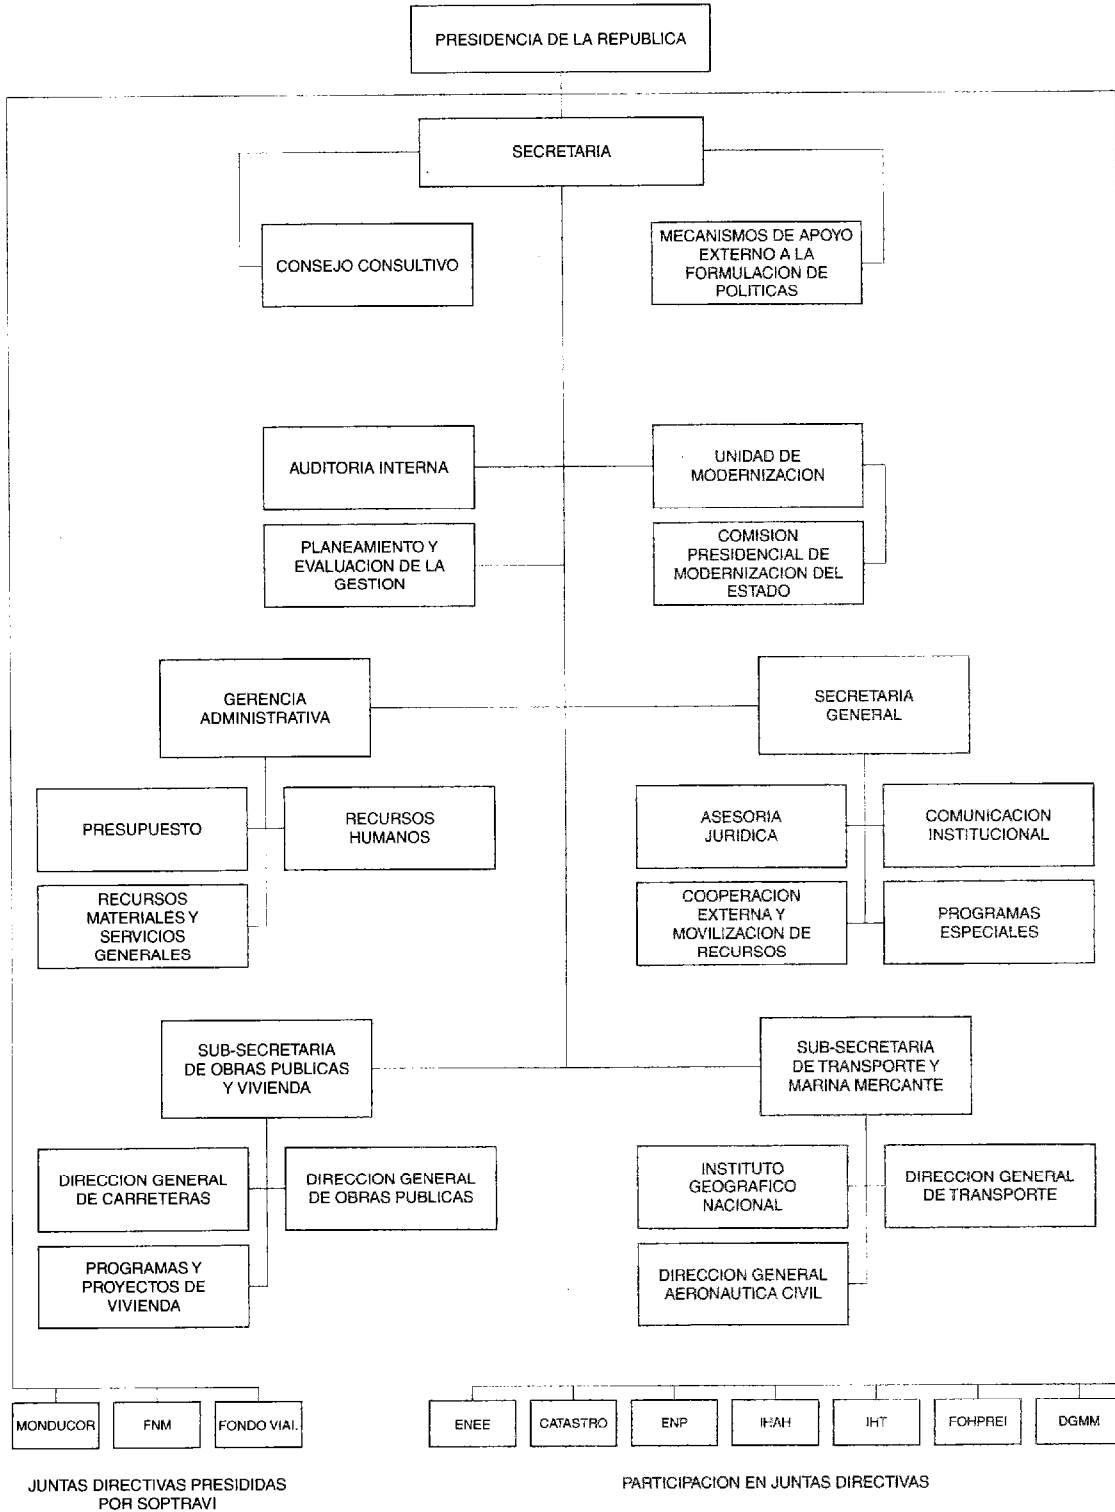 PRESIDENCIA DE LA REPUBLICA
SECRETARIA
CONSEJO CONSULTIVO
MECANISMOS DE APOYO
EXTERNO A LA
FORMULACION DE
POLITICAS
AUDITORIA INTERNA
UNIDAD DE
MODERNIZACION
PLANEAMIENTO Y
EVALUACION DE LA
GESTION
COMISION
PRESIDENCIAL DE
MODERNIZACION DEL
ESTADO
GERENCIA
ADMINISTRATIVA
SECRETARIA
GENERAL
PRESUPUESTO
RECURSOS
HUMANOS
ASESORIA
JURIDICA
COMUNICACION
INSTITUCIONAL
RECURSOS
MATERIALES Y
SERVICIOS
GENERALES
COOPERACION
EXTERNA Y
MOVILIZACION DE
RECURSOS
PROGRAMAS
ESPECIALES
SUB-SECRETARIA
DE OBRAS PUBLICAS
Y VIVIENDA
SUB-SECRETARIA
DE TRANSPORTE Y
MARINA MERCANTE
DIRECCION GENERAL
DE CARRETERAS
DIRECCION GENERAL
DE OBRAS PUBLICAS
INSTITUTO
GEOGRAFICO
NACIONAL
DIRECCION GENERAL
DE TRANSPORTE
PROGRAMAS Y
PROYECTOS DE
VIVIENDA
DIRECCION GENERAL
AERONAUTICA CIVIL
MONDUCOR
FNM
FONDO VIAL
ENEE
CATASTRO
ENP
IHAH
IHT
FOHPREI
DGMM
JUNTAS DIRECTIVAS PRESIDIDAS
POR SOPTRAVI
PARTICIPACION EN JUNTAS DIRECTIVAS